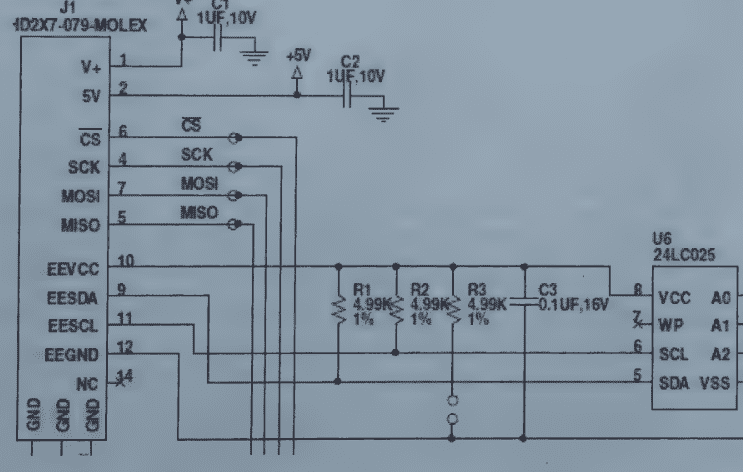 J1
HD2X7-079-MOLEX
V+
C1
1UF,10V
V+ 1
5V 2
+5V
C2
1UF,10V
CS 6 CS
SCK 4 SCK
MOSI 7 MOSI
MISO 5 MISO
EEVCC 10
EESDA 9
EESCL 11
EEGND 12
NC 14
GND GND GND
R1
4.99K
1%
R2
4.99K
1%
R3
4.99K
1%
C3
0.1UF,16V
U6
24LC025
8 VCC A0
7 WP A1
6 SCL A2
5 SDA VSS